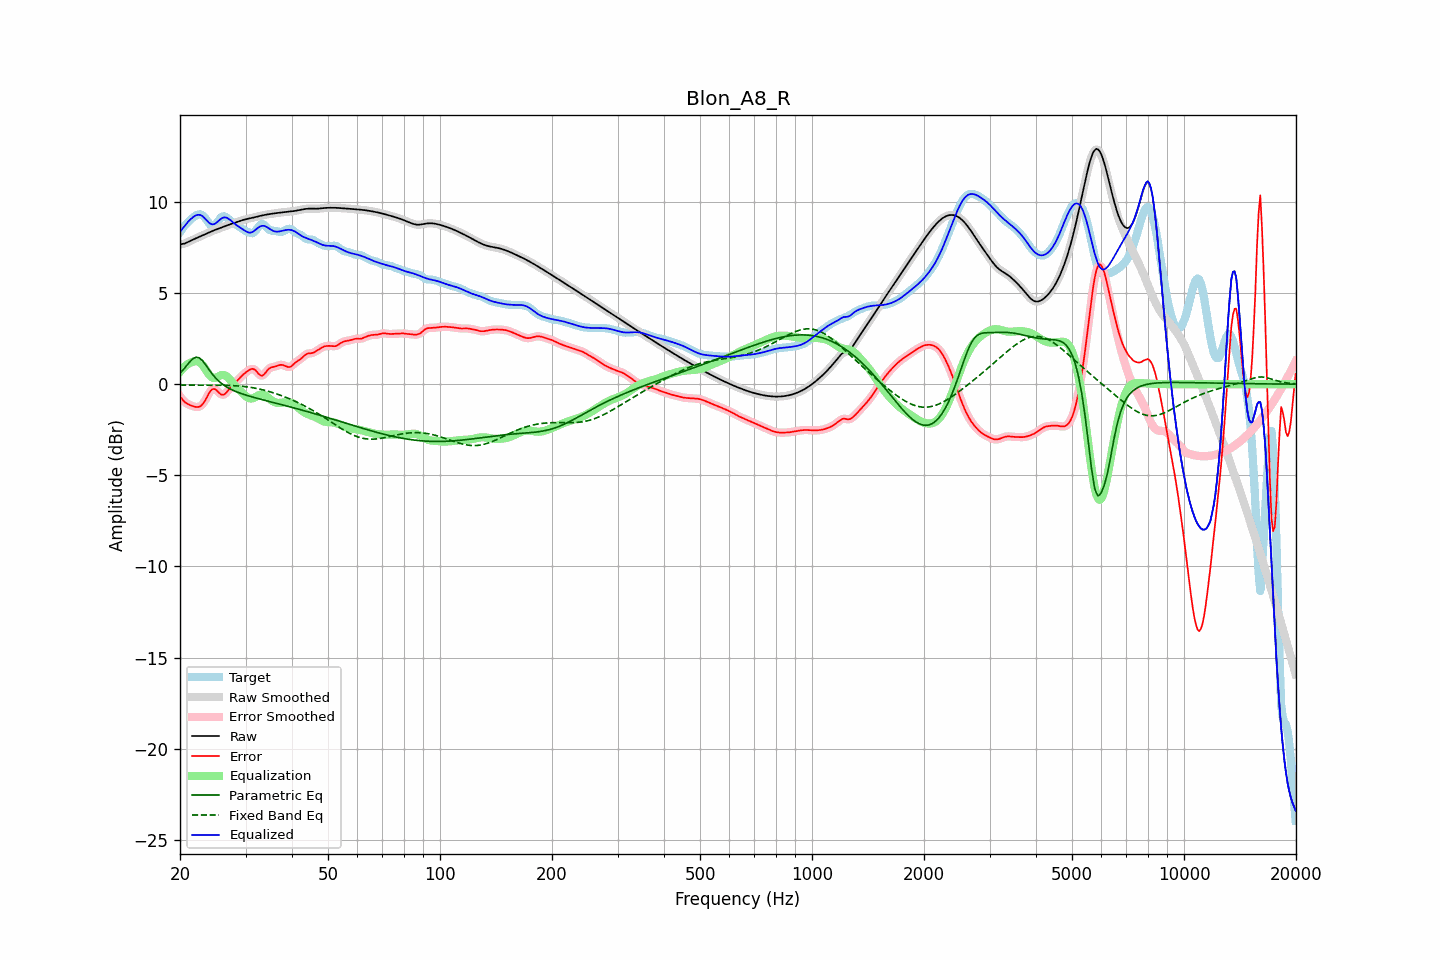 Blon_A8_R
10
5
0
−5
−10
−15
−20
−25
Amplitude (dBr)
Target
Raw Smoothed
Error Smoothed
Raw
Error
Equalization
Parametric Eq
Fixed Band Eq
Equalized
20 50 100 200 500 1000 2000 5000 10000 20000
Frequency (Hz)